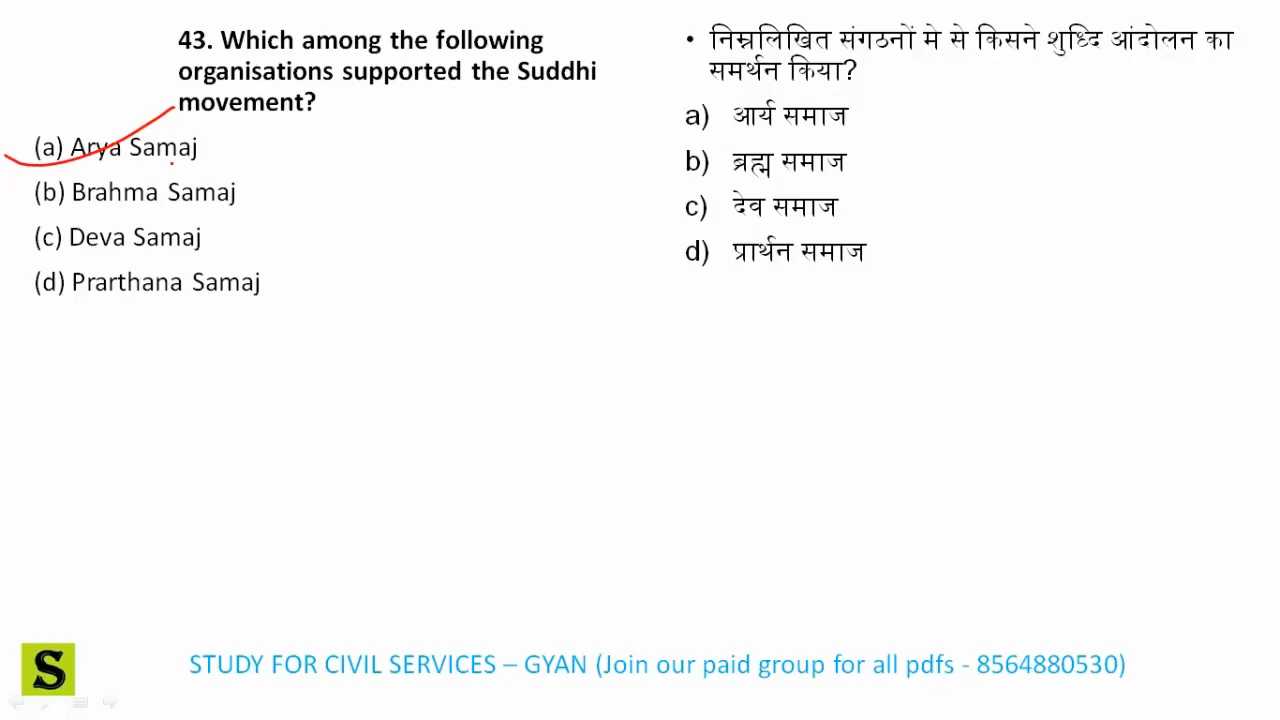 43. Which among the following
organisations supported the Suddhi
movement?
(a) Arya Samaj
(b) Brahma Samaj
(c) Deva Samaj
(d) Prarthana Samaj
• निम्नलिखित संगठनों मे से किसने शुध्दि आंदोलन का
समर्थन किया?
a) आर्य समाज
b) ब्रह्म समाज
c) देव समाज
d) प्रार्थन समाज
S
STUDY FOR CIVIL SERVICES – GYAN (Join our paid group for all pdfs - 8564880530)